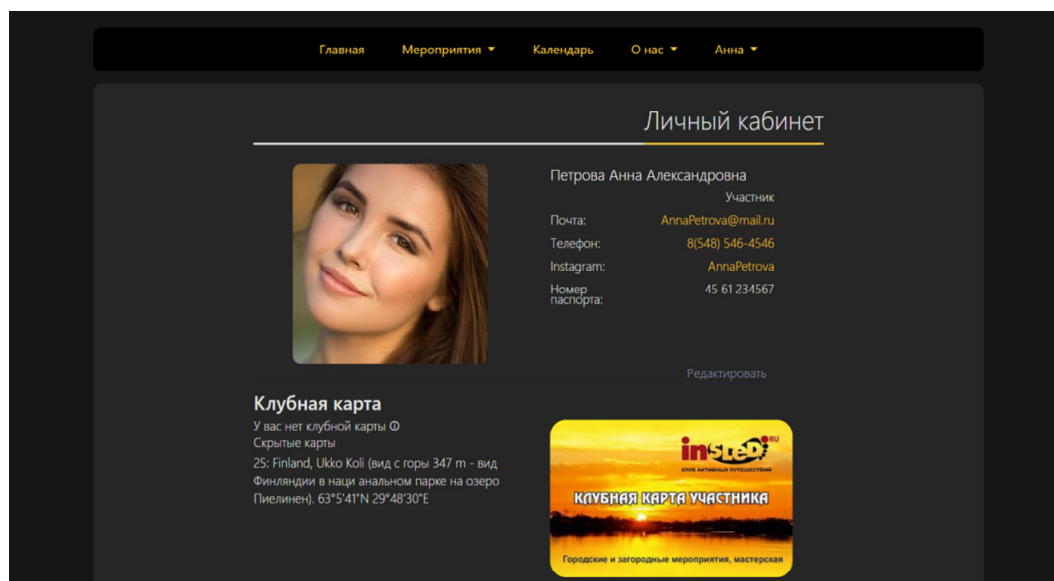 Главная Мероприятия Календарь О нас Анна
Личный кабинет
Петрова Анна Александровна
Участник
Почта: AnnaPetrova@mail.ru
Телефон: 8(548) 546-4546
Instagram: AnnaPetrova
Номер паспорта: 45 61 234567
Редактировать
Клубная карта
У вас нет клубной карты
Скрытые карты
25: Finland, Ukko Koli (вид с горы 347 m - вид
Финляндии в наци анальном парке на озеро
Пиелинен). 63°5'41"N 29°48'30"E
insledi RU
КЛУБ АКТИВНЫХ ПУТЕШЕСТВИЙ
КЛУБНАЯ КАРТА УЧАСТНИКА
Городские и загородные мероприятия, мастерская